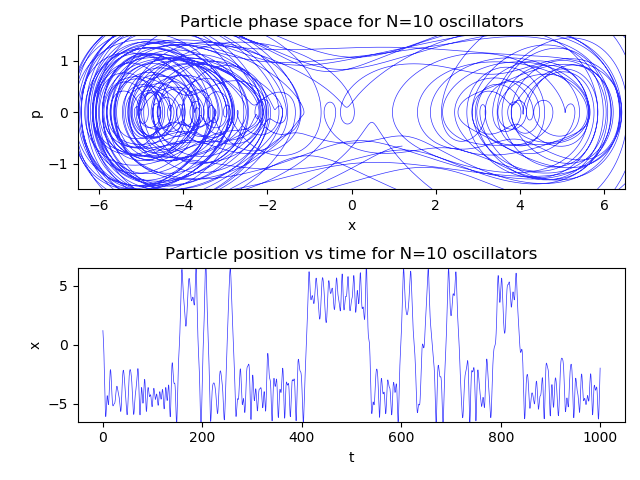 Particle phase space for N=10 oscillators
1
0
−1
p
−6 −4 −2 0 2 4 6
x
Particle position vs time for N=10 oscillators
5
0
−5
x
0 200 400 600 800 1000
t